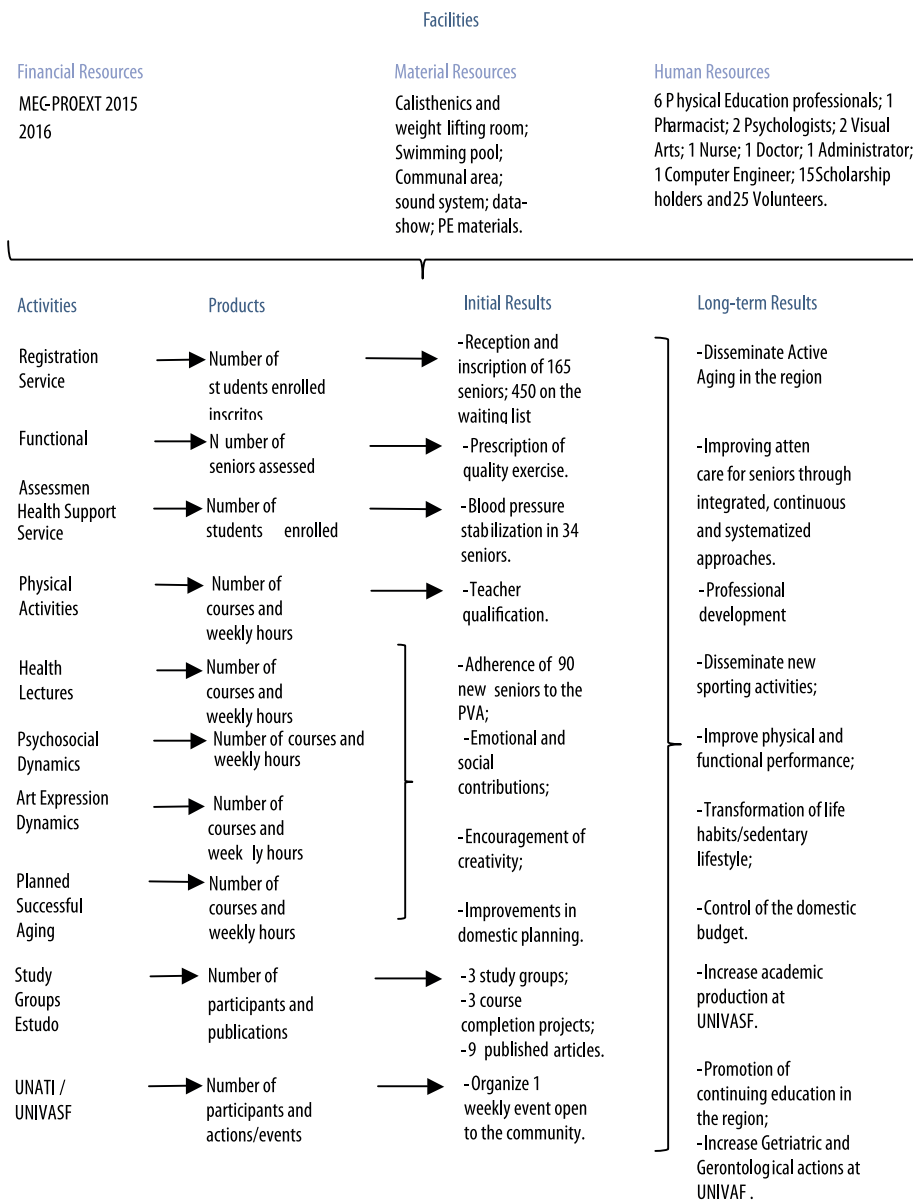 Facilities
Financial Resources
MEC-PROEXT 2015
2016
Material Resources
Calisthenics and
weight lifting room;
Swimming pool;
Communal area;
sound system; data-
show; PE materials.
Human Resources
6 P hysical Education professionals; 1
Pharmacist; 2 Psychologists; 2 Visual
Arts; 1 Nurse; 1 Doctor; 1 Administrator;
1 Computer Engineer; 15Scholarship
holders and25 Volunteers.
Activities
Products
Initial Results
Long-term Results
Registration
Service
Number of
st udents enrolled
inscritos
-Reception and
inscription of 165
seniors; 450 on the
waiting list
Functional
N umber of
seniors assessed
-Prescription of
quality exercise.
Assessmen
Health Support
Service
Number of
students enrolled
-Blood pressure
stabilization in 34
seniors.
Physical
Activities
Number of
courses and
weekly hours
-Teacher
qualification.
Health
Lectures
Number of
courses and
weekly hours
-Adherence of 90
new seniors to the
PVA;
Psychosocial
Dynamics
Number of courses and
weekly hours
-Emotional and
social
contributions;
Art Expression
Dynamics
Number of
courses and
week ly hours
-Encouragement of
creativity;
Planned
Successful
Aging
Number of
courses and
weekly hours
-Improvements in
domestic planning.
Study
Groups
Estudo
Number of
participants and
publications
-3 study groups;
-3 course
completion projects;
-9 published articles.
UNATI /
UNIVASF
Number of
participants and
actions/events
-Organize 1
weekly event open
to the community.
-Disseminate Active
Aging in the region
-Improving atten
care for seniors through
integrated, continuous
and systematized
approaches.
-Professional
development
-Disseminate new
sporting activities;
-Improve physical and
functional performance;
-Transformation of life
habits/sedentary
lifestyle;
-Control of the domestic
budget.
-Increase academic
production at
UNIVASF.
-Promotion of
continuing education in
the region;
-Increase Getriatric and
Gerontological actions at
UNIVAF .